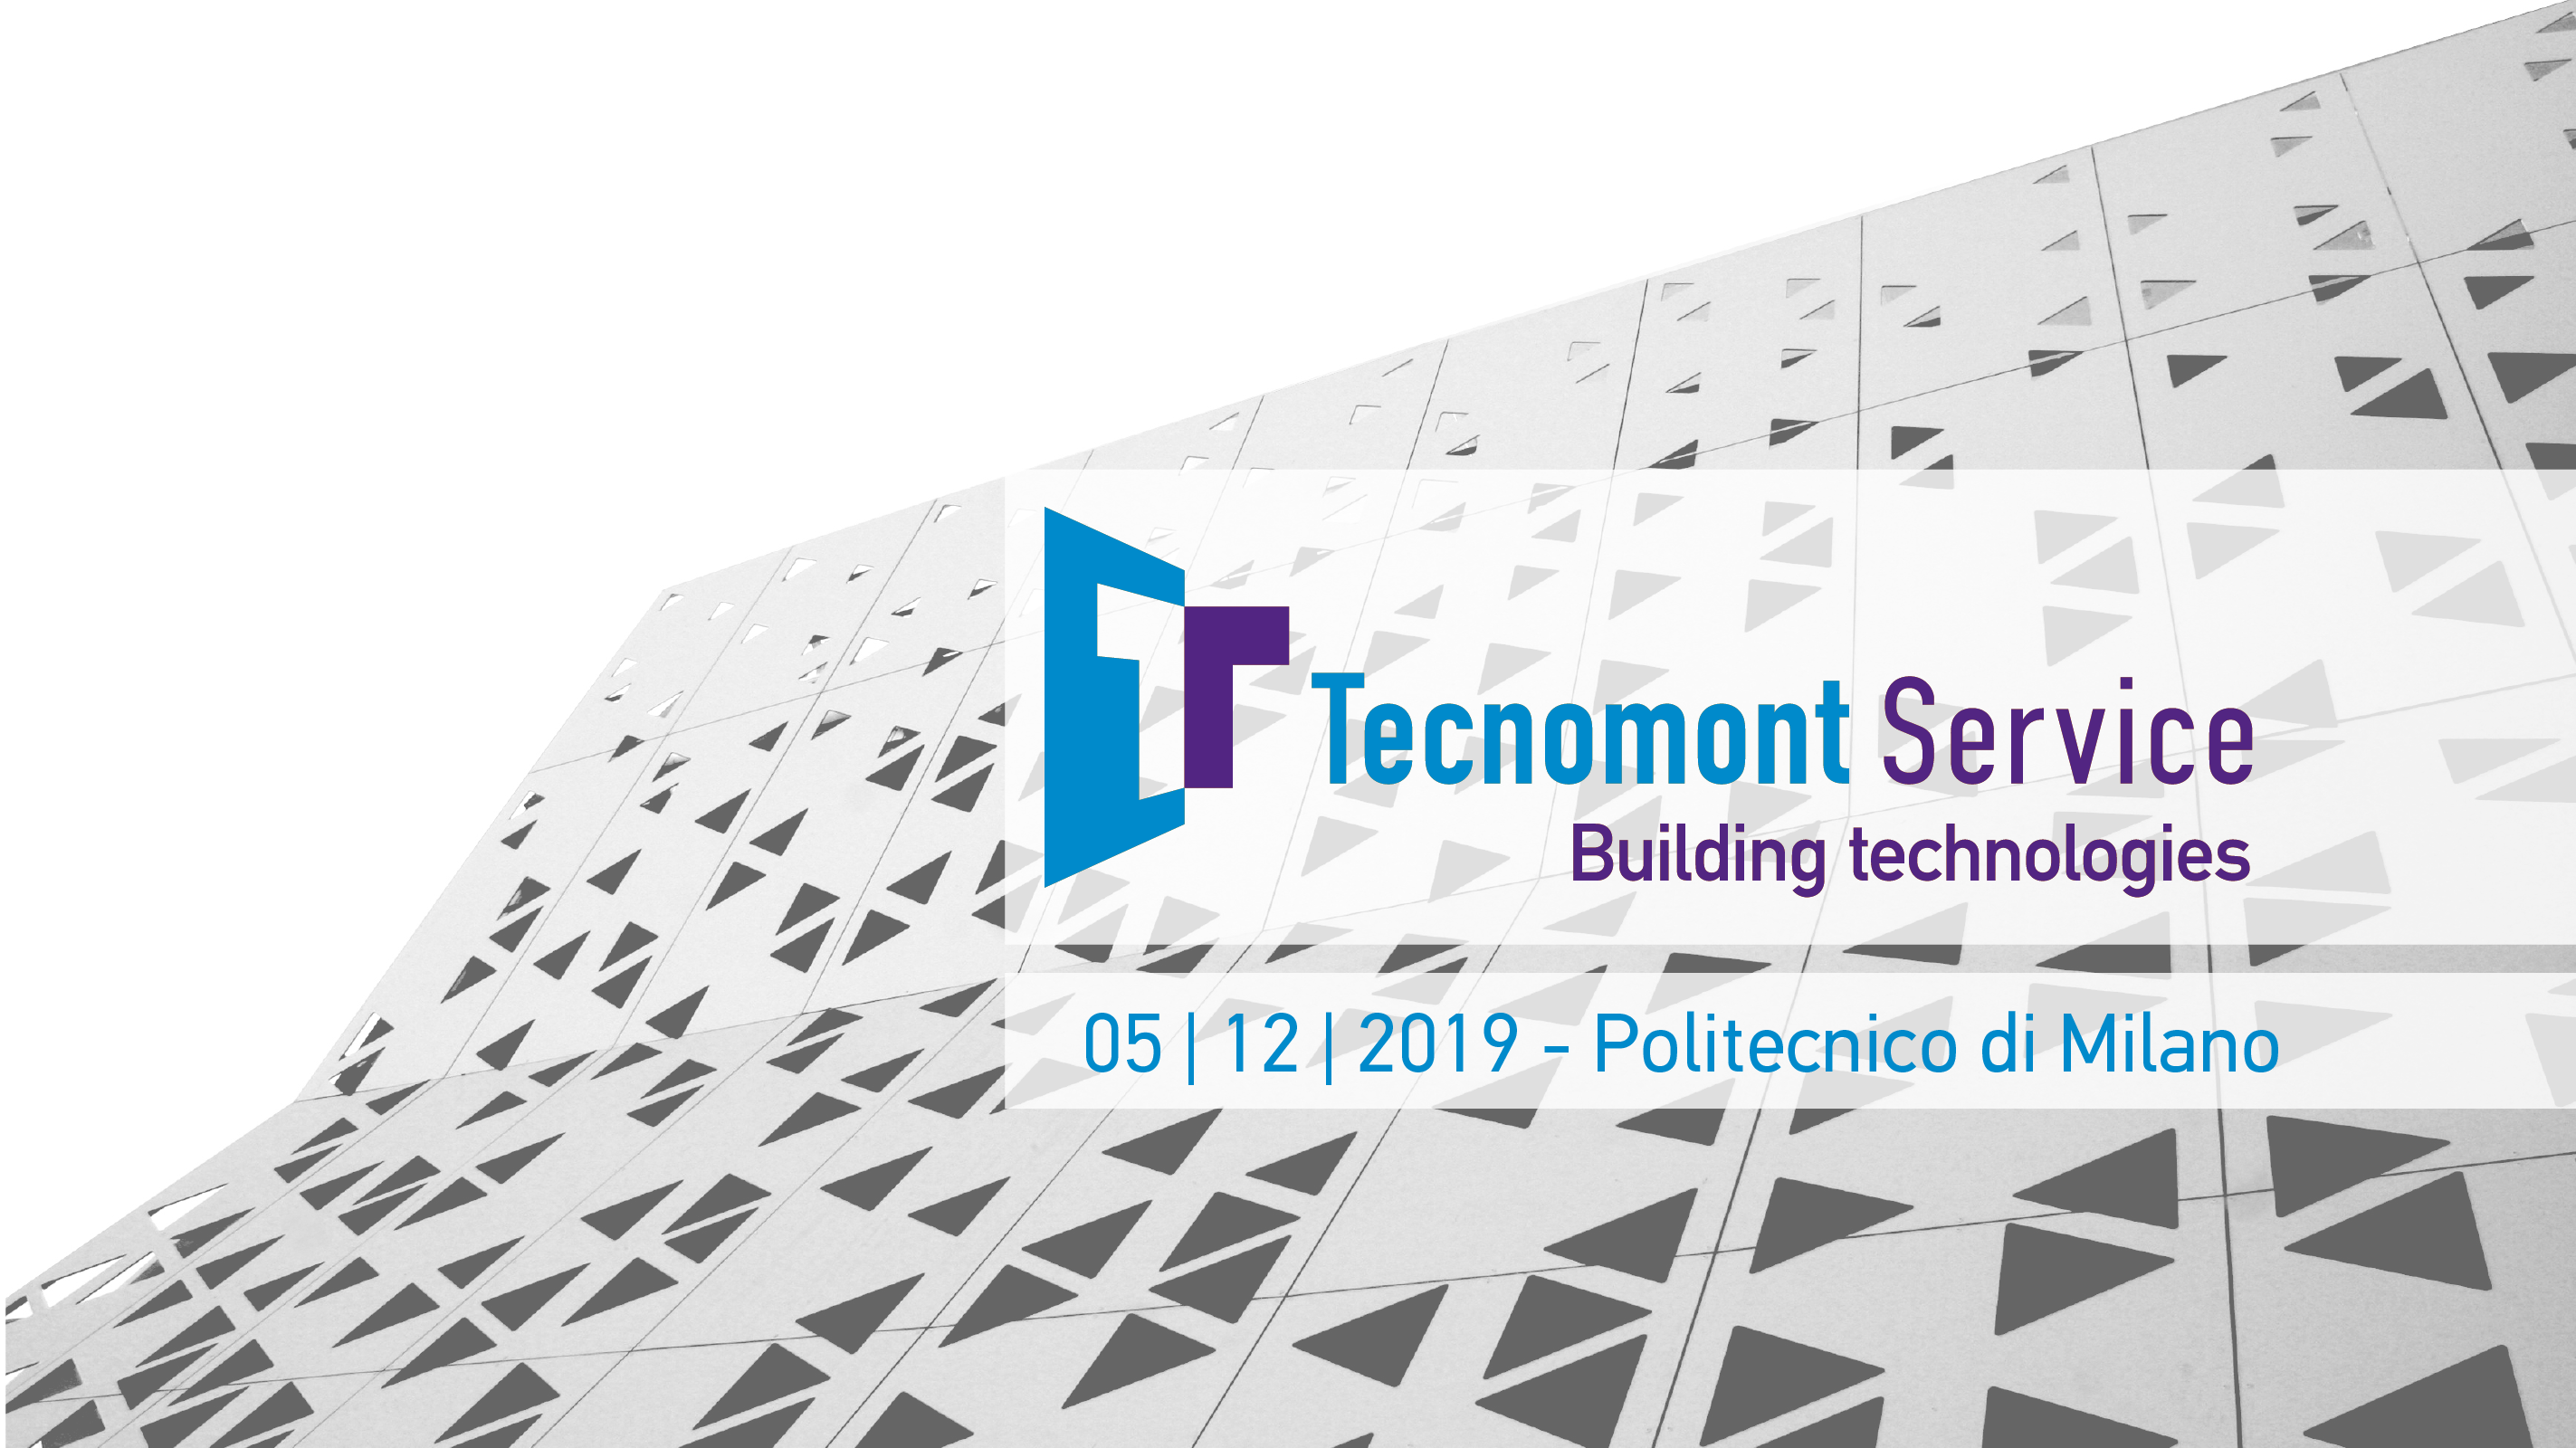 Tecnomont Service
Building technologies
05 | 12 | 2019 - Politecnico di Milano